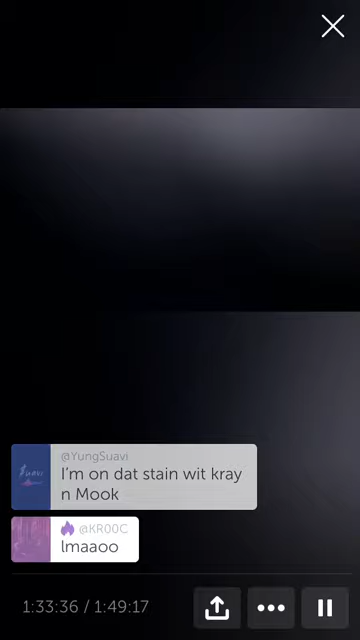 @YungSuavi
I'm on dat stain wit kray
n Mook
@KR00C
lmaaoo
1:33:36 / 1:49:17